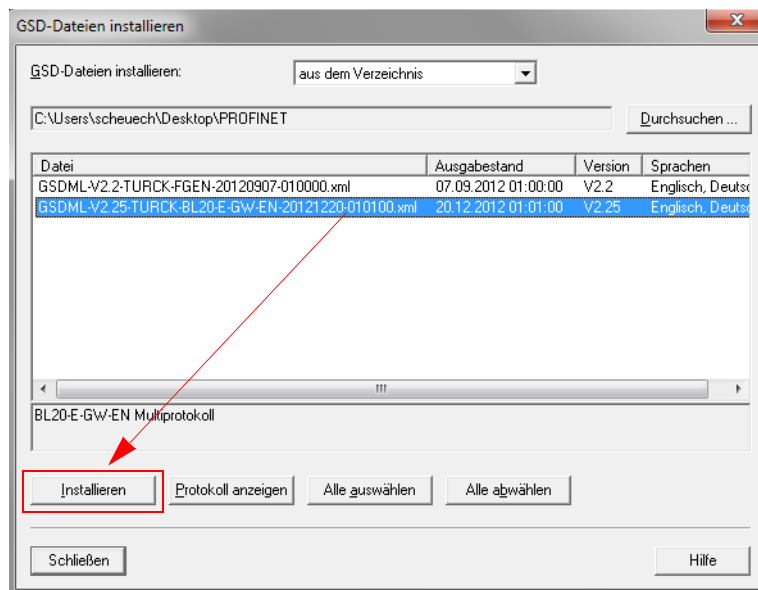 GSD-Dateien installieren
GSD-Dateien installieren: aus dem Verzeichnis
C:\Users\scheuech\Desktop\PROFINET Durchsuchen ...
Datei Ausgabestand Version Sprachen
GSDML-V2.2-TURCK-FGEN-20120907-010000.xml 07.09.2012 01:00:00 V2.2 Englisch, Deutsc
GSDML-V2.25-TURCK-BL20-E-GW-EN-20121220-010100.xml 20.12.2012 01:01:00 V2.25 Englisch, Deutsc
BL20-E-GW-EN Multiprotokoll
Installieren Protokoll anzeigen Alle auswählen Alle abwählen
Schließen Hilfe